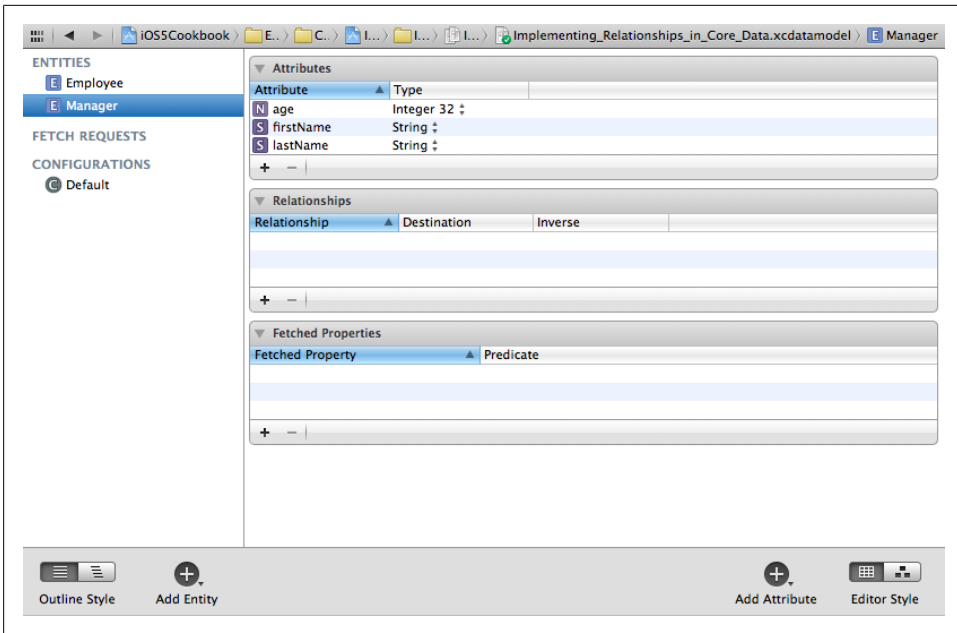 iOS5Cookbook E.. C.. I... I... I... Implementing_Relationships_in_Core_Data.xcdatamodel E Manager
ENTITIES
E Employee
E Manager
FETCH REQUESTS
CONFIGURATIONS
C Default
Attributes
Attribute Type
N age Integer 32
S firstName String
S lastName String
+ −
Relationships
Relationship Destination Inverse
+ −
Fetched Properties
Fetched Property Predicate
+ −
Outline Style Add Entity Add Attribute Editor Style